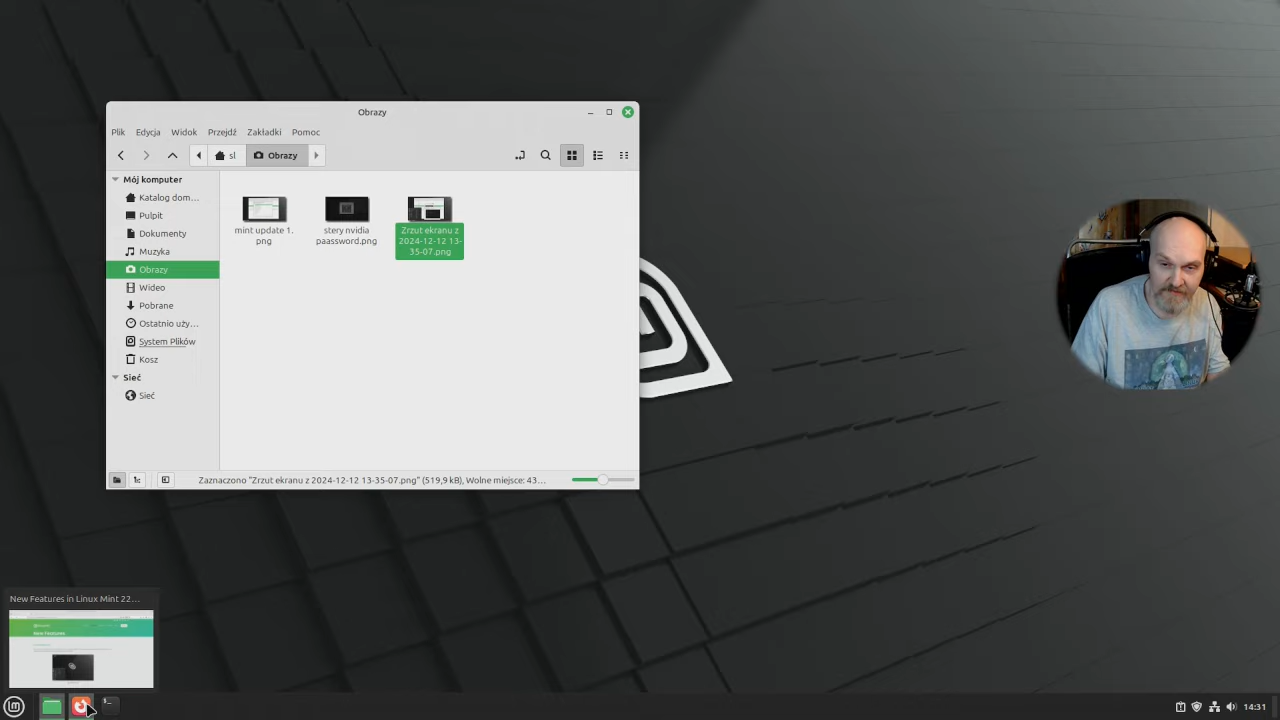 Obrazy
Plik Edycja Widok Przejdź Zakładki Pomoc
sl Obrazy
Mój komputer
Katalog dom...
Pulpit
Dokumenty
Muzyka
Obrazy
Wideo
Pobrane
Ostatnio uży...
System Plików
Kosz
Sieć
Sieć
mint update 1.
png
stery nvidia
paassword.png
Zrzut ekranu z
2024-12-12 13-
35-07.png
Zaznaczono "Zrzut ekranu z 2024-12-12 13-35-07.png" (519,9 kB), Wolne miejsce: 43...
New Features in Linux Mint 22...
New Features
14:31